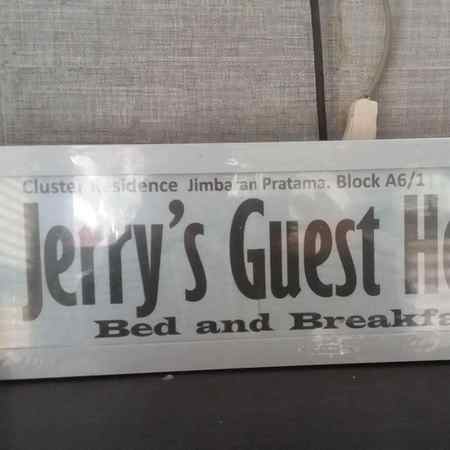 Cluster Residence Jimbaran Pratama. Block A6/1
Jerry's Guest
Bed and